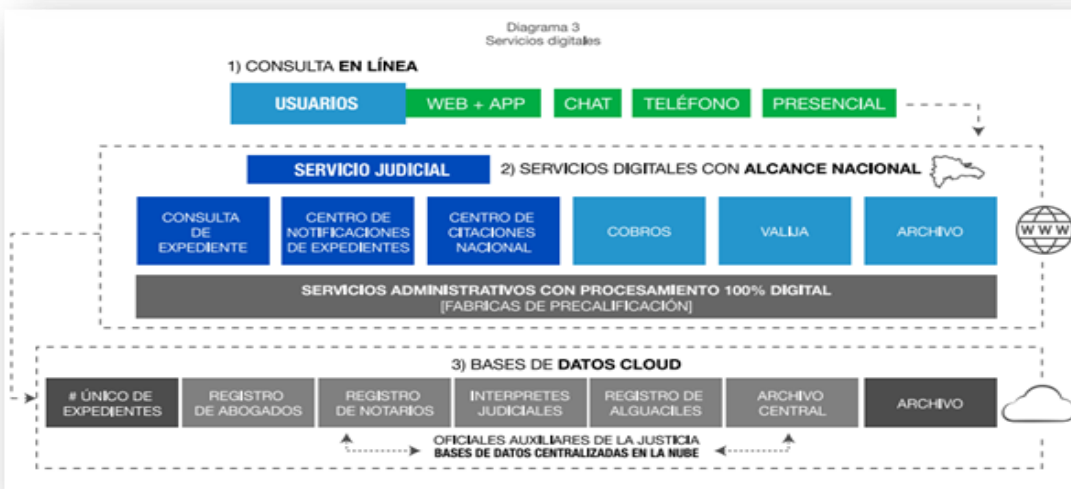 Diagrama 3
Servicios digitales
1) CONSULTA EN LÍNEA
USUARIOS
WEB + APP
CHAT
TELÉFONO
PRESENCIAL
SERVICIO JUDICIAL
2) SERVICIOS DIGITALES CON ALCANCE NACIONAL
CONSULTA
DE
EXPEDIENTE
CENTRO DE
NOTIFICACIONES
DE EXPEDIENTES
CENTRO DE
CITACIONES
NACIONAL
COBROS
VALIJA
ARCHIVO
WWW
SERVICIOS ADMINISTRATIVOS CON PROCESAMIENTO 100% DIGITAL
[FABRICAS DE PRECALIFICACIÓN]
3) BASES DE DATOS CLOUD
# ÚNICO DE
EXPEDIENTES
REGISTRO
DE ABOGADOS
REGISTRO
DE NOTARIOS
INTERPRETES
JUDICIALES
REGISTRO DE
ALGUACILES
ARCHIVO
CENTRAL
ARCHIVO
OFICIALES AUXILIARES DE LA JUSTICIA
BASES DE DATOS CENTRALIZADAS EN LA NUBE